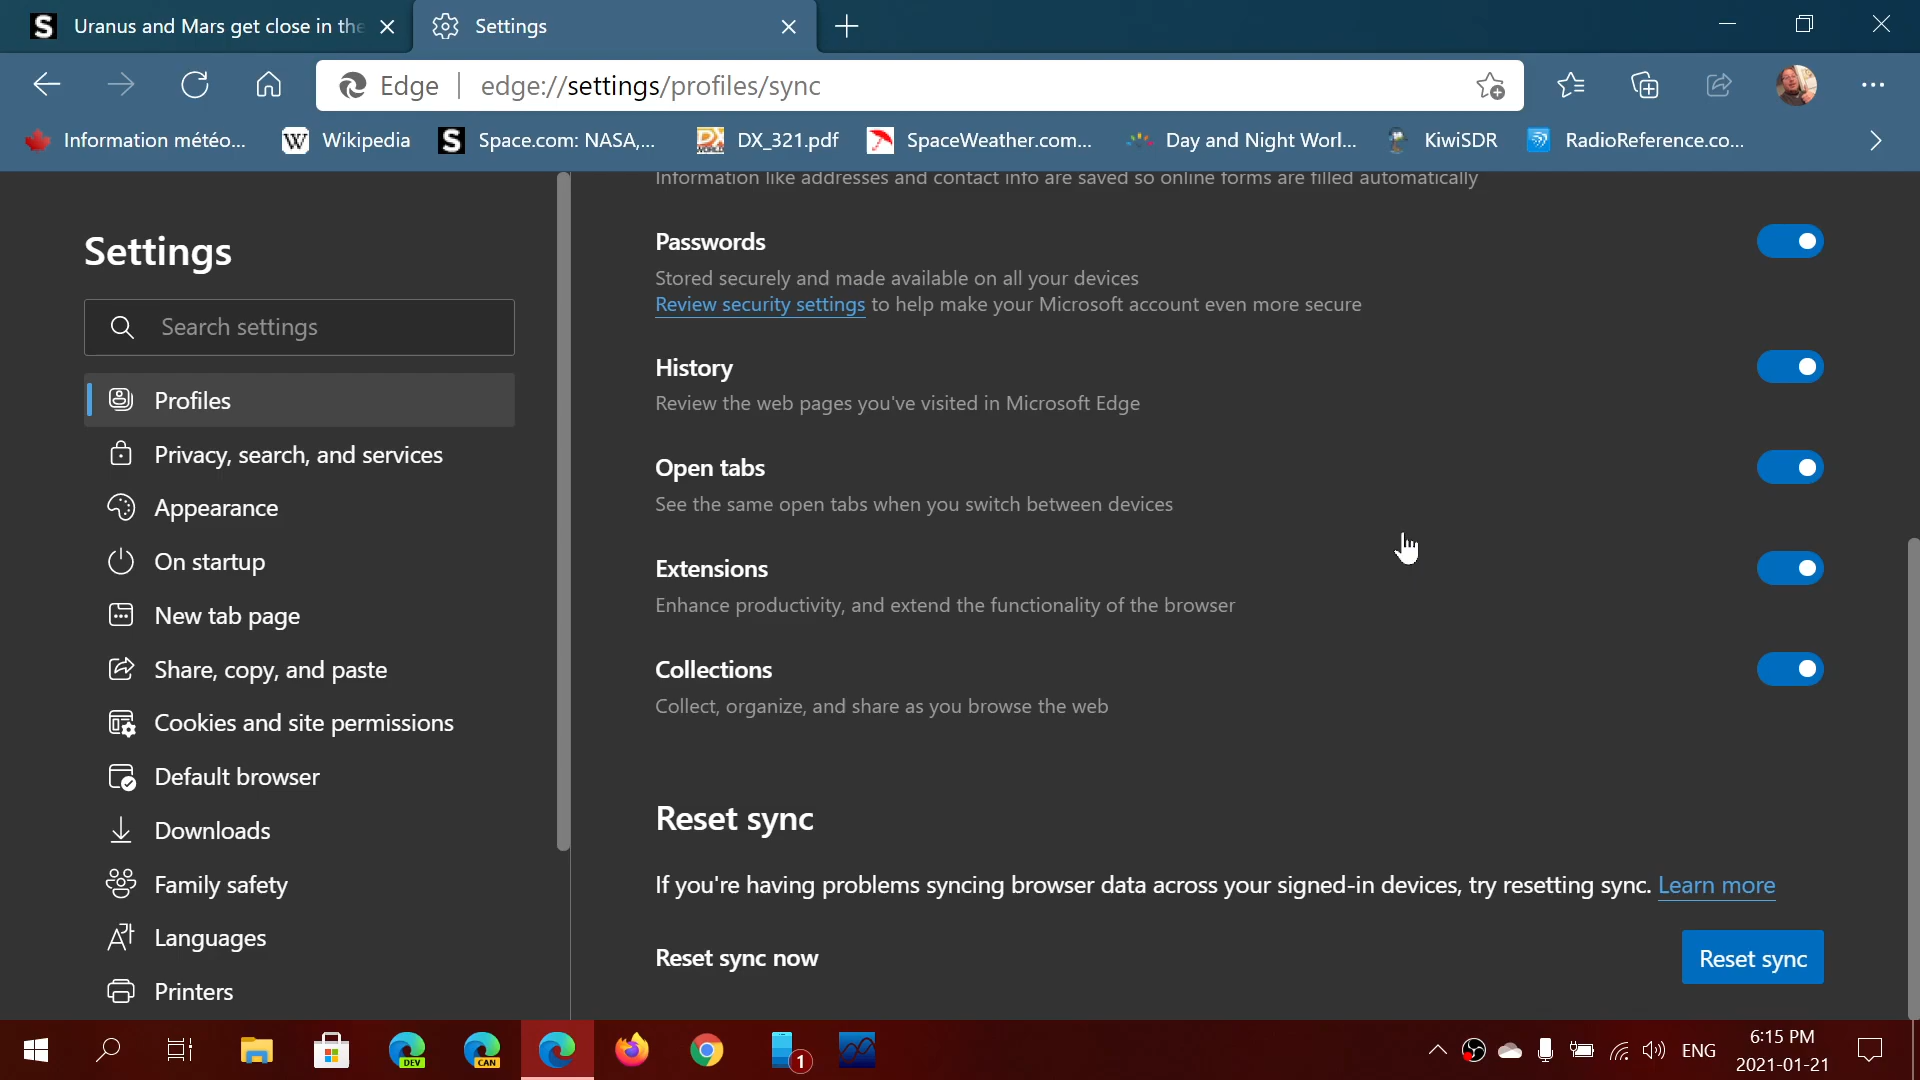 Uranus and Mars get close in the
Settings
Edge
edge://settings/profiles/sync
Information météo...
Wikipedia
Space.com: NASA,...
DX_321.pdf
SpaceWeather.com...
Day and Night Worl...
KiwiSDR
RadioReference.co...
Settings
Search settings
Profiles
Privacy, search, and services
Appearance
On startup
New tab page
Share, copy, and paste
Cookies and site permissions
Default browser
Downloads
Family safety
Languages
Printers
Information like addresses and contact info are saved so online forms are filled automatically
Passwords
Stored securely and made available on all your devices
Review security settings to help make your Microsoft account even more secure
History
Review the web pages you've visited in Microsoft Edge
Open tabs
See the same open tabs when you switch between devices
Extensions
Enhance productivity, and extend the functionality of the browser
Collections
Collect, organize, and share as you browse the web
Reset sync
If you're having problems syncing browser data across your signed-in devices, try resetting sync. Learn more
Reset sync now
Reset sync
DEV
CAN
1
ENG
6:15 PM
2021-01-21